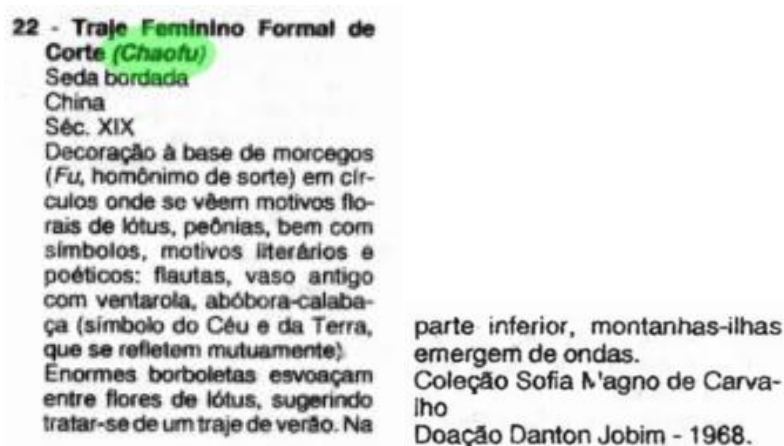 22 - Traje Feminino Formal de
Corte (Chaofu)
Seda bordada
China
Séc. XIX
Decoração à base de morcegos
(Fu, homônimo de sorte) em cír-
culos onde se vêem motivos flo-
rais de lótus, peônias, bem com
símbolos, motivos literários e
poéticos: flautas, vaso antigo
com ventarola, abóbora-calaba-
ça (símbolo do Céu e da Terra,
que se refletem mutuamente)
Enormes borboletas esvoaçam
entre flores de lótus, sugerindo
tratar-se de um traje de verão. Na
parte inferior, montanhas-ilhas
emergem de ondas.
Coleção Sofia Magno de Carva-
lho
Doação Danton Jobim - 1968.